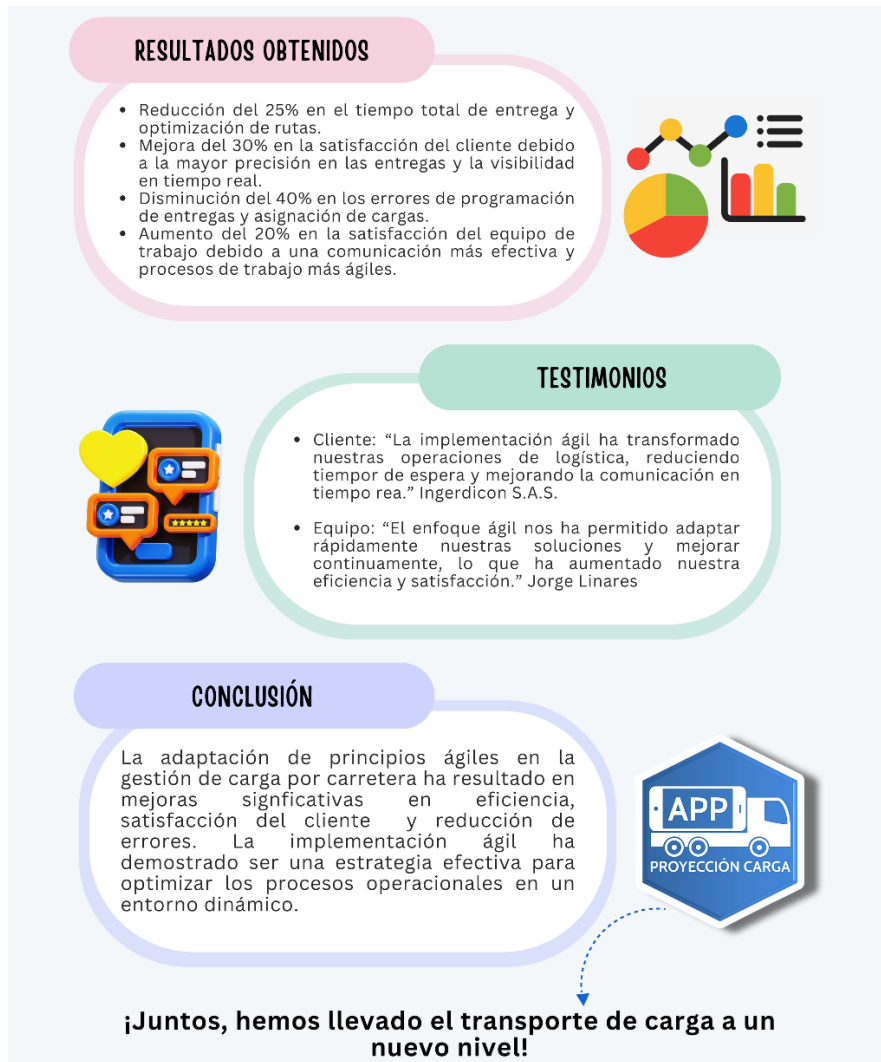 RESULTADOS OBTENIDOS
• Reducción del 25% en el tiempo total de entrega y
optimización de rutas.
• Mejora del 30% en la satisfacción del cliente debido
a la mayor precisión en las entregas y la visibilidad
en tiempo real.
• Disminución del 40% en los errores de programación
de entregas y asignación de cargas.
• Aumento del 20% en la satisfacción del equipo de
trabajo debido a una comunicación más efectiva y
procesos de trabajo más ágiles.
TESTIMONIOS
• Cliente: “La implementación ágil ha transformado
nuestras operaciones de logística, reduciendo
tiempor de espera y mejorando la comunicación en
tiempo rea.” Ingerdicon S.A.S.
• Equipo: “El enfoque ágil nos ha permitido adaptar
rápidamente nuestras soluciones y mejorar
continuamente, lo que ha aumentado nuestra
eficiencia y satisfacción.” Jorge Linares
CONCLUSIÓN
La adaptación de principios ágiles en la
gestión de carga por carretera ha resultado en
mejoras signficativas en eficiencia,
satisfacción del cliente y reducción de
errores. La implementación ágil ha
demostrado ser una estrategia efectiva para
optimizar los procesos operacionales en un
entorno dinámico.
APP
PROYECCIÓN CARGA
¡Juntos, hemos llevado el transporte de carga a un
nuevo nivel!